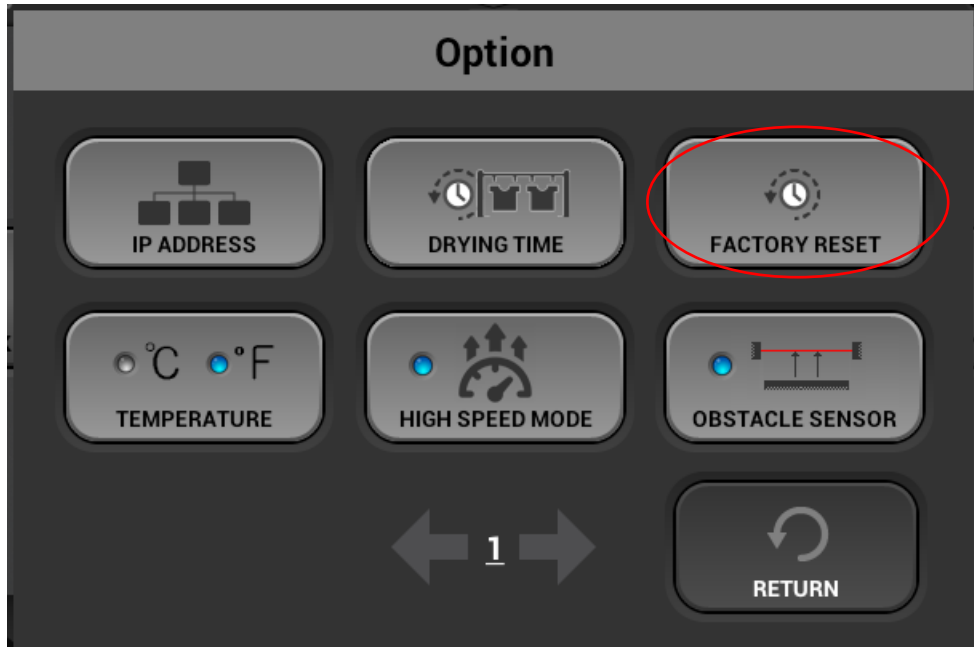 Option
IP ADDRESS
DRYING TIME
FACTORY RESET
°C °F
TEMPERATURE
HIGH SPEED MODE
OBSTACLE SENSOR
1
RETURN